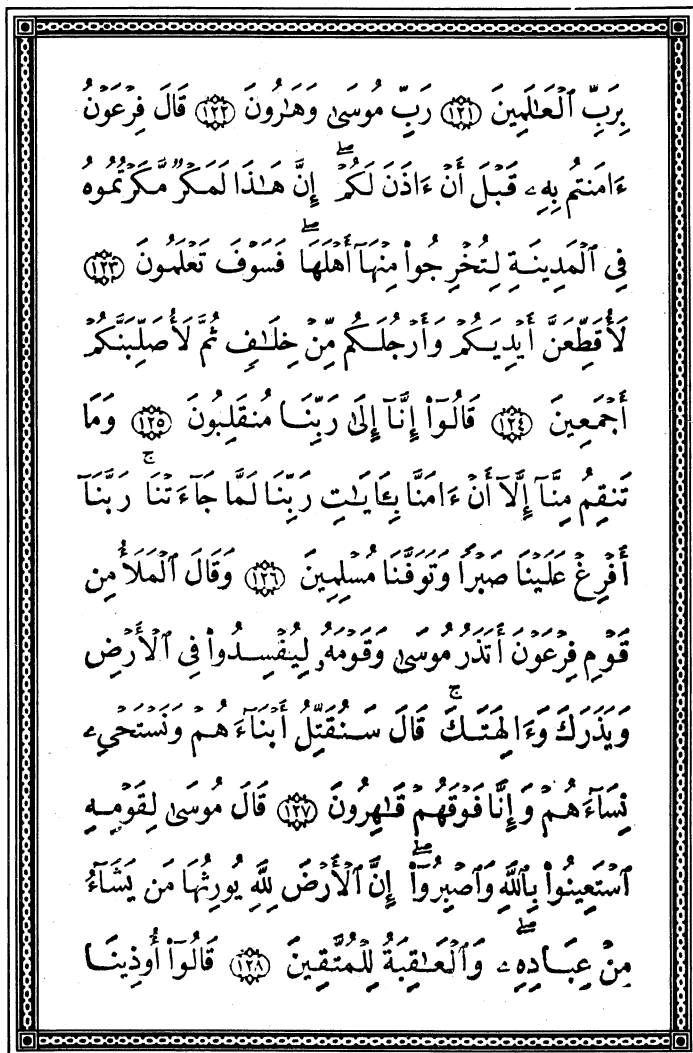 بِرَبِّ ٱلْعَـٰلَمِينَ ١٢١ رَبِّ مُوسَىٰ وَهَـٰرُونَ ١٢٢ قَالَ فِرْعَوْنُ
ءَامَنتُم بِهِۦ قَبْلَ أَنْ ءَاذَنَ لَكُمْ ۖ إِنَّ هَـٰذَا لَمَكْرٌ مَّكَرْتُمُوهُ
فِى ٱلْمَدِينَةِ لِتُخْرِجُوا۟ مِنْهَآ أَهْلَهَا ۖ فَسَوْفَ تَعْلَمُونَ ١٢٣
لَأُقَطِّعَنَّ أَيْدِيَكُمْ وَأَرْجُلَكُم مِّنْ خِلَـٰفٍ ثُمَّ لَأُصَلِّبَنَّكُمْ
أَجْمَعِينَ ١٢٤ قَالُوٓا۟ إِنَّآ إِلَىٰ رَبِّنَا مُنقَلِبُونَ ١٢٥ وَمَا
تَنقِمُ مِنَّآ إِلَّآ أَنْ ءَامَنَّا بِـَٔايَـٰتِ رَبِّنَا لَمَّا جَآءَتْنَا ۚ رَبَّنَآ
أَفْرِغْ عَلَيْنَا صَبْرًا وَتَوَفَّنَا مُسْلِمِينَ ١٢٦ وَقَالَ ٱلْمَلَأُ مِن
قَوْمِ فِرْعَوْنَ أَتَذَرُ مُوسَىٰ وَقَوْمَهُۥ لِيُفْسِدُوا۟ فِى ٱلْأَرْضِ
وَيَذَرَكَ وَءَالِهَتَكَ ۚ قَالَ سَنُقَتِّلُ أَبْنَآءَهُمْ وَنَسْتَحْىِۦ
نِسَآءَهُمْ وَإِنَّا فَوْقَهُمْ قَـٰهِرُونَ ١٢٧ قَالَ مُوسَىٰ لِقَوْمِهِ
ٱسْتَعِينُوا۟ بِٱللَّهِ وَٱصْبِرُوٓا۟ ۖ إِنَّ ٱلْأَرْضَ لِلَّهِ يُورِثُهَا مَن يَشَآءُ
مِنْ عِبَادِهِۦ ۖ وَٱلْعَـٰقِبَةُ لِلْمُتَّقِينَ ١٢٨ قَالُوٓا۟ أُوذِينَا